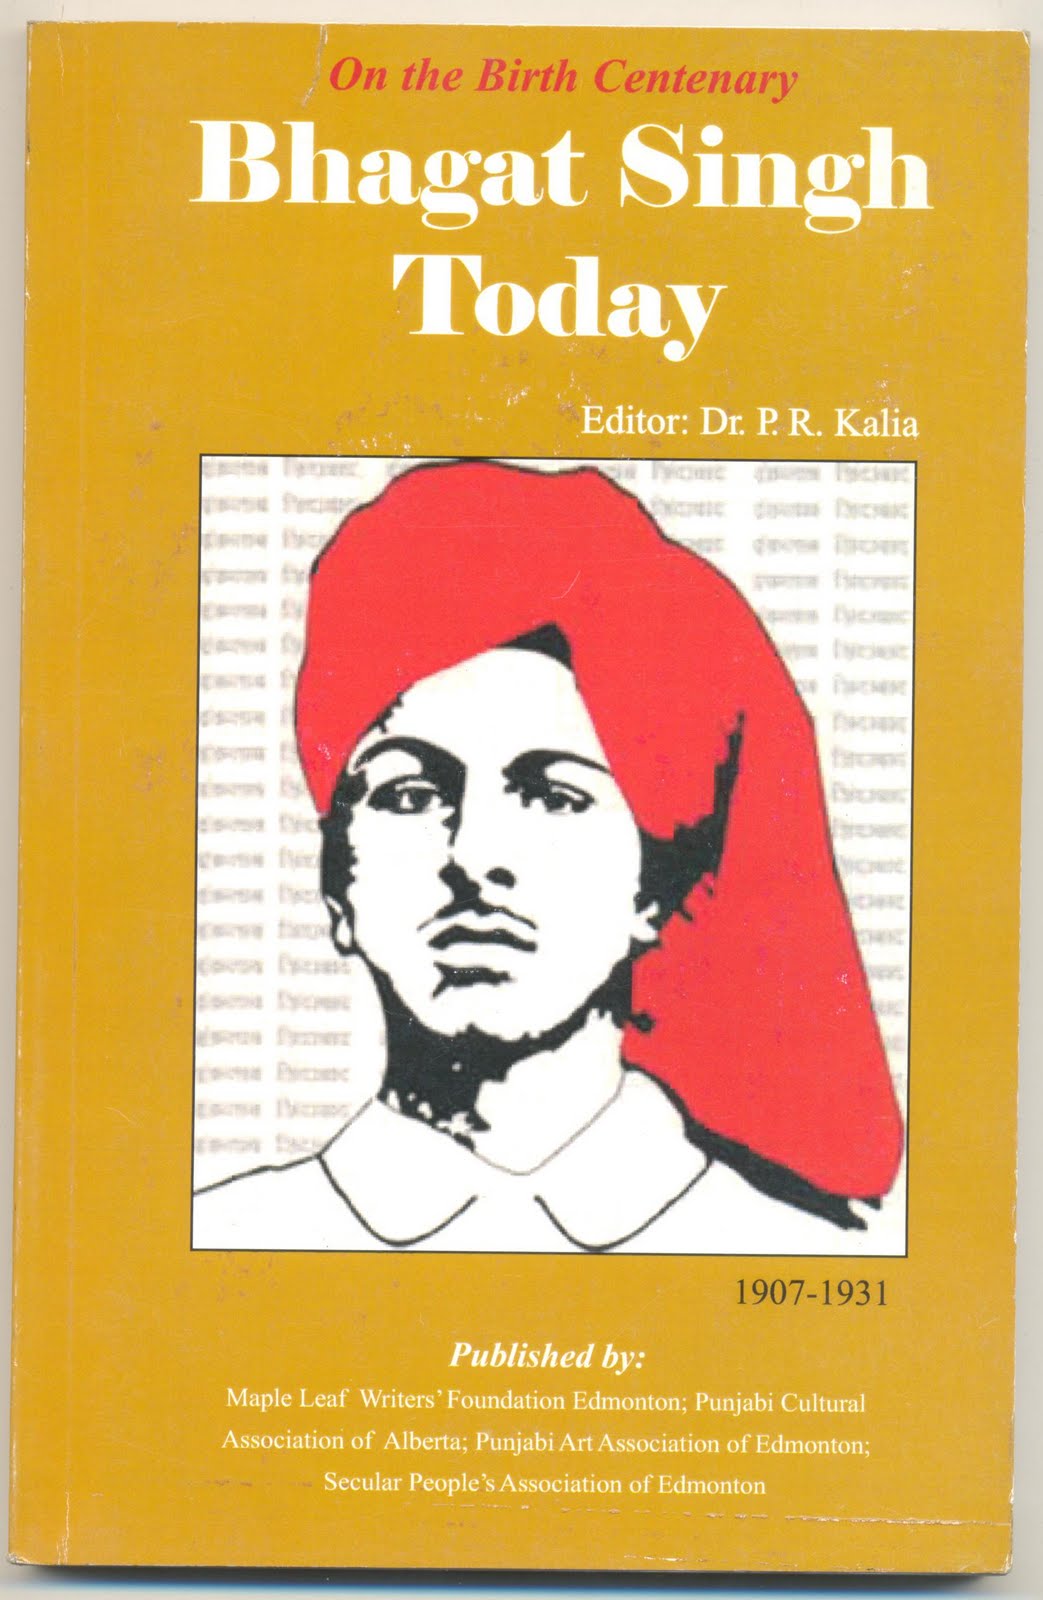 On the Birth Centenary
Bhagat Singh
Today
Editor: Dr. P. R. Kalia
1907-1931
Published by:
Maple Leaf Writers' Foundation Edmonton; Punjabi Cultural
Association of Alberta; Punjabi Art Association of Edmonton;
Secular People's Association of Edmonton